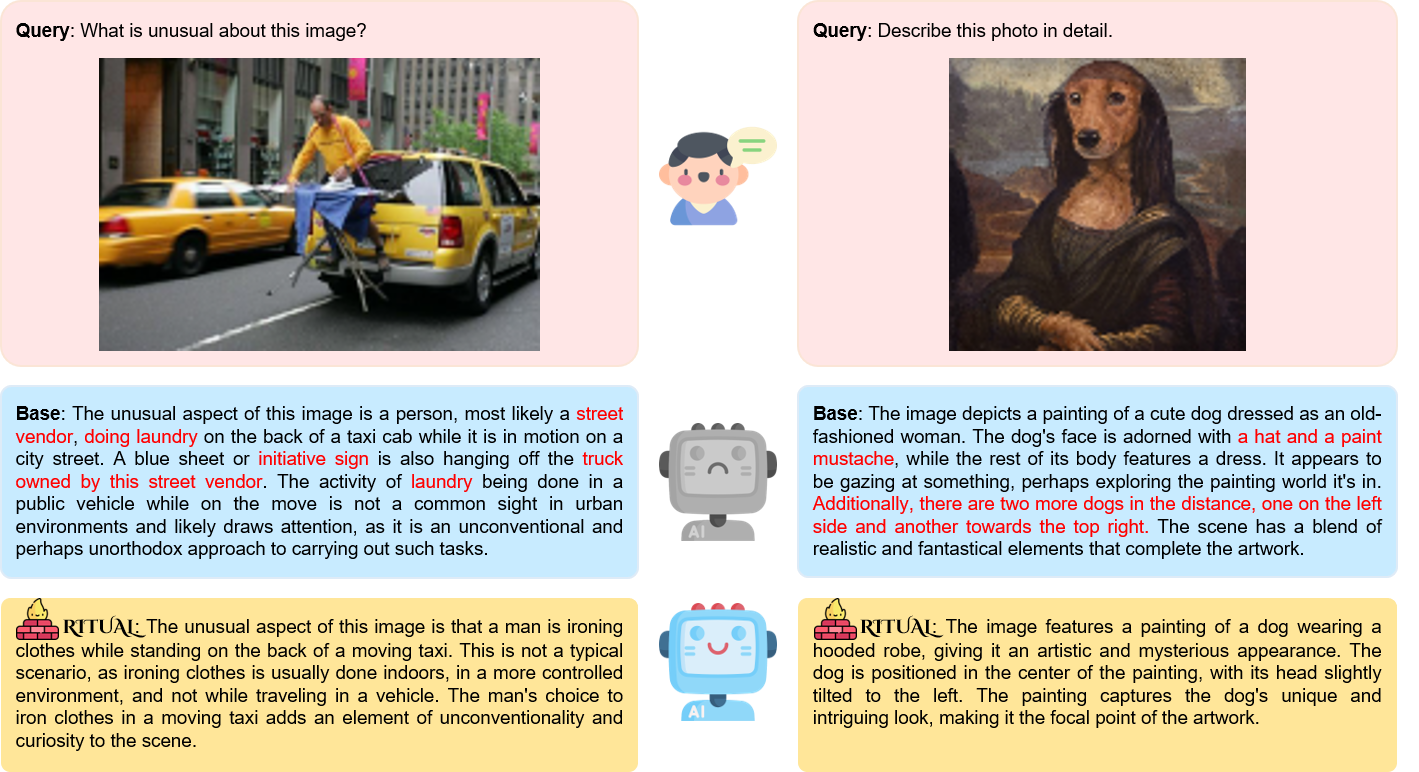 Query: What is unusual about this image?
Base: The unusual aspect of this image is a person, most likely a street
vendor, doing laundry on the back of a taxi cab while it is in motion on a
city street. A blue sheet or initiative sign is also hanging off the truck
owned by this street vendor. The activity of laundry being done in a
public vehicle while on the move is not a common sight in urban
environments and likely draws attention, as it is an unconventional and
perhaps unorthodox approach to carrying out such tasks.
RITUAL: The unusual aspect of this image is that a man is ironing
clothes while standing on the back of a moving taxi. This is not a typical
scenario, as ironing clothes is usually done indoors, in a more controlled
environment, and not while traveling in a vehicle. The man's choice to
iron clothes in a moving taxi adds an element of unconventionality and
curiosity to the scene.
AI
AI
Query: Describe this photo in detail.
Base: The image depicts a painting of a cute dog dressed as an old-
fashioned woman. The dog's face is adorned with a hat and a paint
mustache, while the rest of its body features a dress. It appears to
be gazing at something, perhaps exploring the painting world it's in.
Additionally, there are two more dogs in the distance, one on the left
side and another towards the top right. The scene has a blend of
realistic and fantastical elements that complete the artwork.
RITUAL: The image features a painting of a dog wearing a
hooded robe, giving it an artistic and mysterious appearance. The
dog is positioned in the center of the painting, with its head slightly
tilted to the left. The painting captures the dog's unique and
intriguing look, making it the focal point of the artwork.